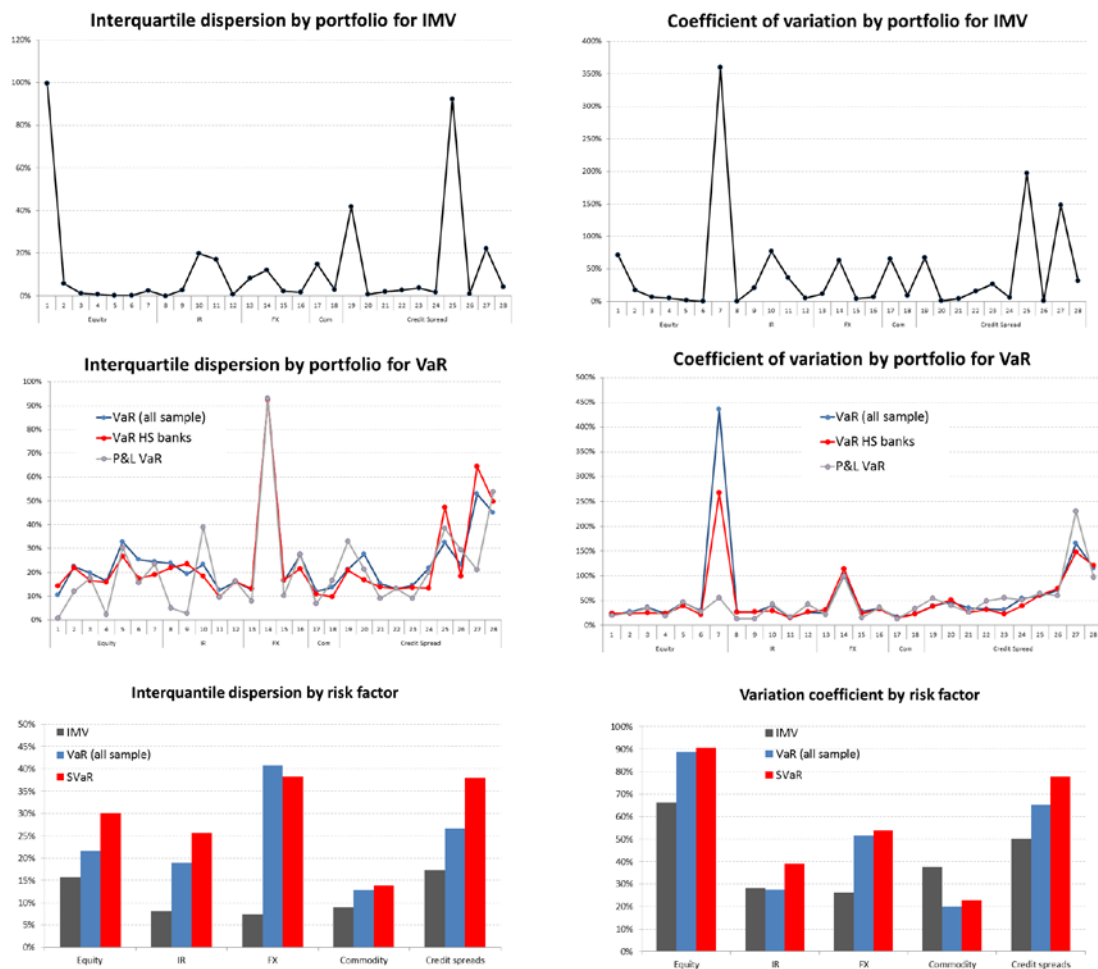 Interquartile dispersion by portfolio for IMV
120%
100%
80%
60%
40%
20%
0%
1 2 3 4 5 6 7 8 9 10 11 12 13 14 15 16 17 18 19 20 21 22 23 24 25 26 27 28
Equity IR FX Com Credit Spread
Coefficient of variation by portfolio for IMV
400%
350%
300%
250%
200%
150%
100%
50%
0%
1 2 3 4 5 6 7 8 9 10 11 12 13 14 15 16 17 18 19 20 21 22 23 24 25 26 27 28
Equity IR FX Com Credit Spread
Interquartile dispersion by portfolio for VaR
100%
90%
80%
70%
60%
50%
40%
30%
20%
10%
0%
VaR (all sample)
VaR HS banks
P&L VaR
1 2 3 4 5 6 7 8 9 10 11 12 13 14 15 16 17 18 19 20 21 22 23 24 25 26 27 28
Equity IR FX Com Credit Spread
Coefficient of variation by portfolio for VaR
500%
450%
400%
350%
300%
250%
200%
150%
100%
50%
0%
VaR (all sample)
VaR HS banks
P&L VaR
1 2 3 4 5 6 7 8 9 10 11 12 13 14 15 16 17 18 19 20 21 22 23 24 25 26 27 28
Equity IR FX Com Credit Spread
Interquantile dispersion by risk factor
50%
45%
40%
35%
30%
25%
20%
15%
10%
5%
0%
IMV
VaR (all sample)
SVaR
Equity IR FX Commodity Credit spreads
Variation coefficient by risk factor
100%
90%
80%
70%
60%
50%
40%
30%
20%
10%
0%
IMV
VaR (all sample)
SVaR
Equity IR FX Commodity Credit spreads